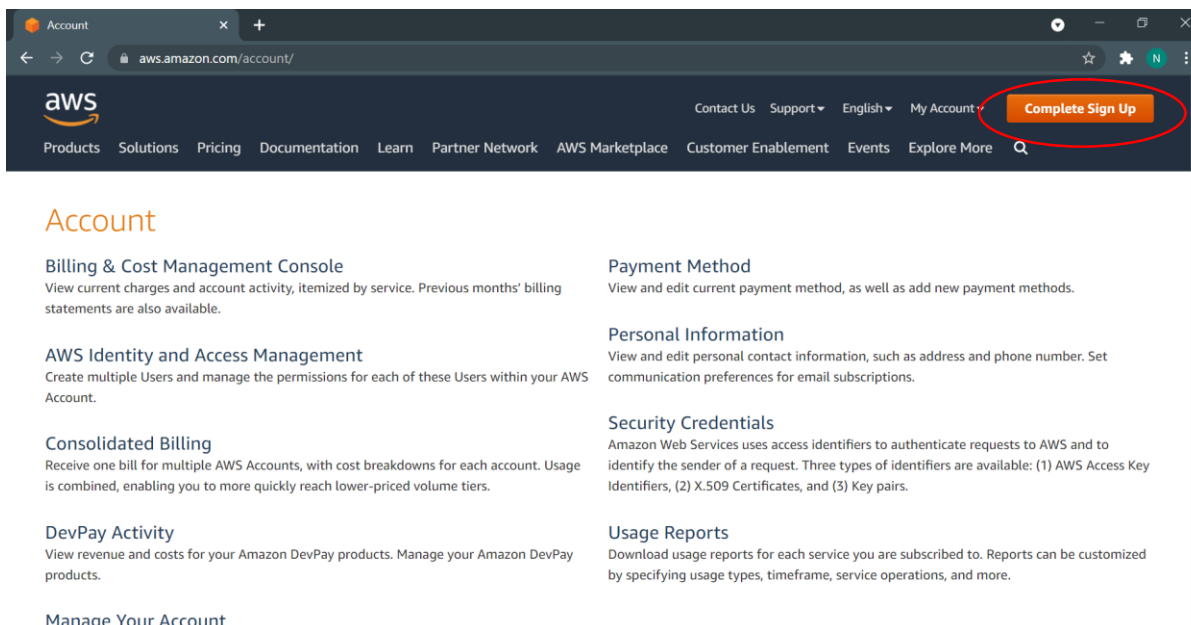 Account
aws.amazon.com/account/
N
aws
Contact Us Support English My Account Complete Sign Up
Products Solutions Pricing Documentation Learn Partner Network AWS Marketplace Customer Enablement Events Explore More
Account
Billing & Cost Management Console
View current charges and account activity, itemized by service. Previous months' billing
statements are also available.
AWS Identity and Access Management
Create multiple Users and manage the permissions for each of these Users within your AWS
Account.
Consolidated Billing
Receive one bill for multiple AWS Accounts, with cost breakdowns for each account. Usage
is combined, enabling you to more quickly reach lower-priced volume tiers.
DevPay Activity
View revenue and costs for your Amazon DevPay products. Manage your Amazon DevPay
products.
Manage Your Account
Payment Method
View and edit current payment method, as well as add new payment methods.
Personal Information
View and edit personal contact information, such as address and phone number. Set
communication preferences for email subscriptions.
Security Credentials
Amazon Web Services uses access identifiers to authenticate requests to AWS and to
identify the sender of a request. Three types of identifiers are available: (1) AWS Access Key
Identifiers, (2) X.509 Certificates, and (3) Key pairs.
Usage Reports
Download usage reports for each service you are subscribed to. Reports can be customized
by specifying usage types, timeframe, service operations, and more.